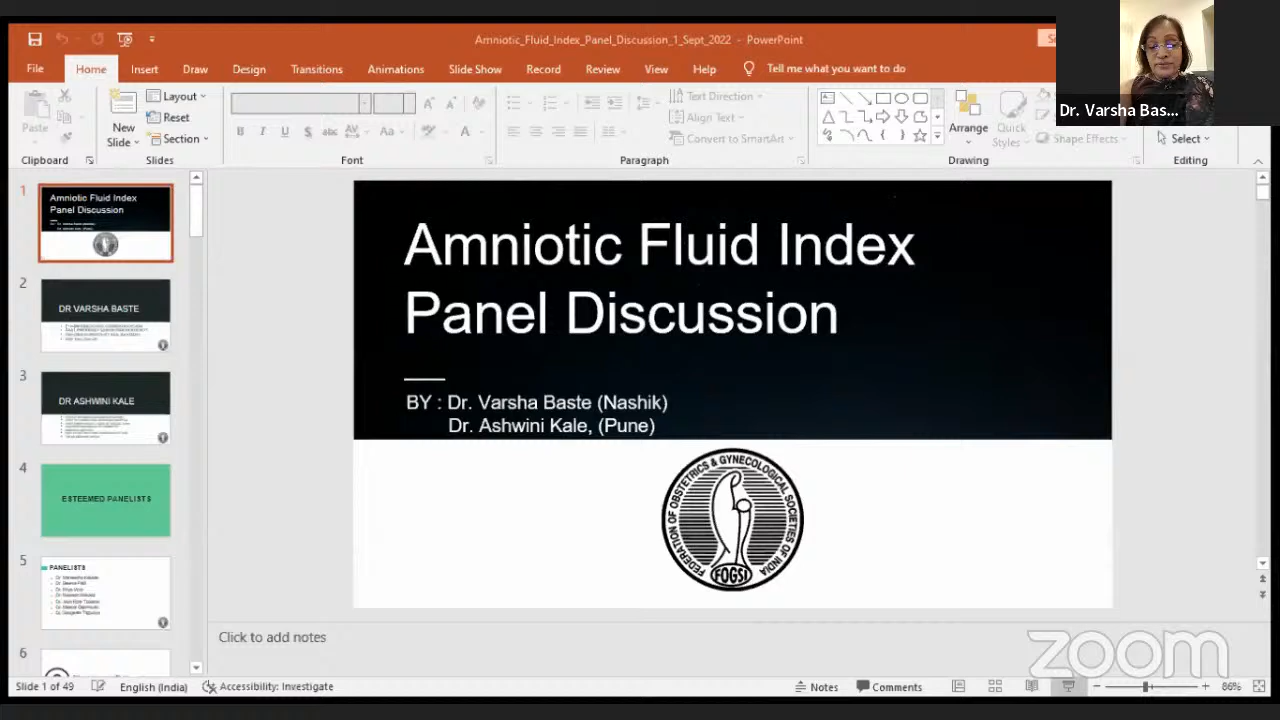 Amniotic_Fluid_Index_Panel_Discussion_1_Sept_2022 - PowerPoint
File Home Insert Draw Design Transitions Animations Slide Show Record Review View Help Tell me what you want to do
Dr. Varsha Bas...
Paste
New
Slide
Layout
Reset
Section
B I U S abc AV Aa A
Text Direction
Align Text
Convert to SmartArt
Arrange
Quick
Styles
Shape Effects
Select
Clipboard Slides Font Paragraph Drawing Editing
1
Amniotic Fluid Index
Panel Discussion
2
DR VARSHA BASTE
3
DR ASHWINI KALE
4
ESTEEMED PANELISTS
5
PANELISTS
6
Amniotic Fluid Index
Panel Discussion
BY : Dr. Varsha Baste (Nashik)
Dr. Ashwini Kale, (Pune)
FEDERATION OF OBSTETRICS & GYNECOLOGICAL SOCIETIES OF INDIA
FOGSI
Click to add notes
zoom
Slide 1 of 49 English (India) Accessibility: Investigate Notes Comments 86%